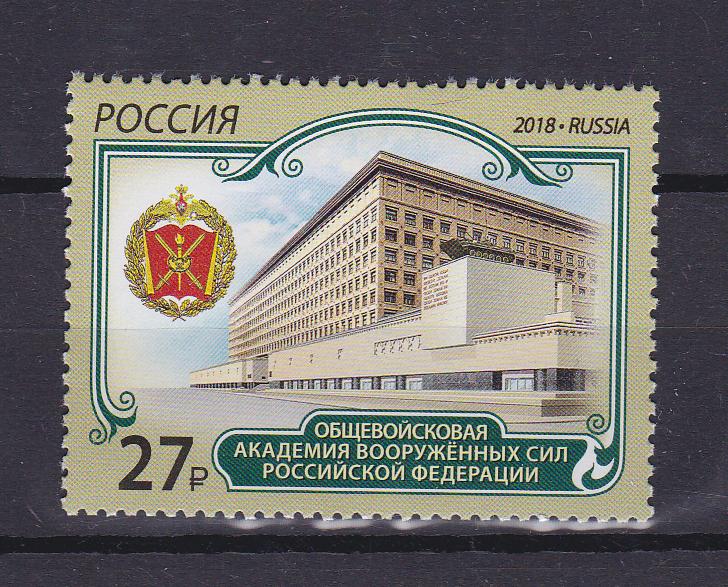 РОССИЯ
2018 • RUSSIA
27₽
ОБЩЕВОЙСКОВАЯ
АКАДЕМИЯ ВООРУЖЁННЫХ СИЛ
РОССИЙСКОЙ ФЕДЕРАЦИИ